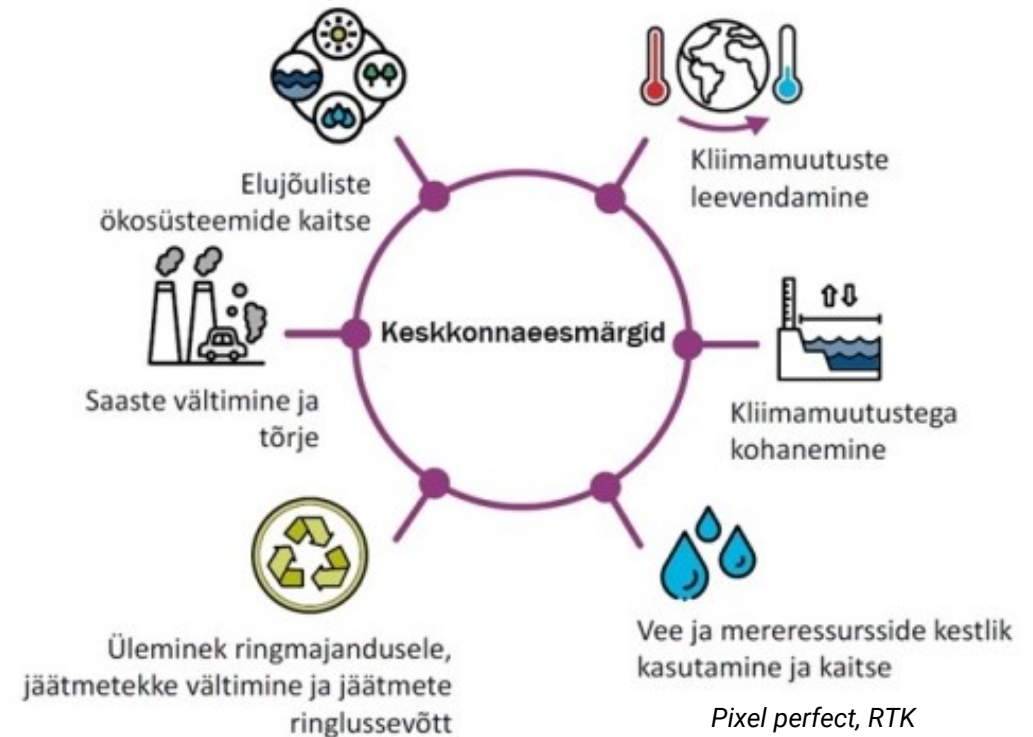 Elujõuliste
ökosüsteemide kaitse
Kliimamuutuste
leevendamine
Keskkonnaeesmärgid
Saaste vältimine ja
tõrje
Kliimamuutustega
kohanemine
Üleminek ringmajandusele,
jäätmetekke vältimine ja jäätmete
ringlussevõtt
Vee ja mereressursside kestlik
kasutamine ja kaitse
Pixel perfect, RTK